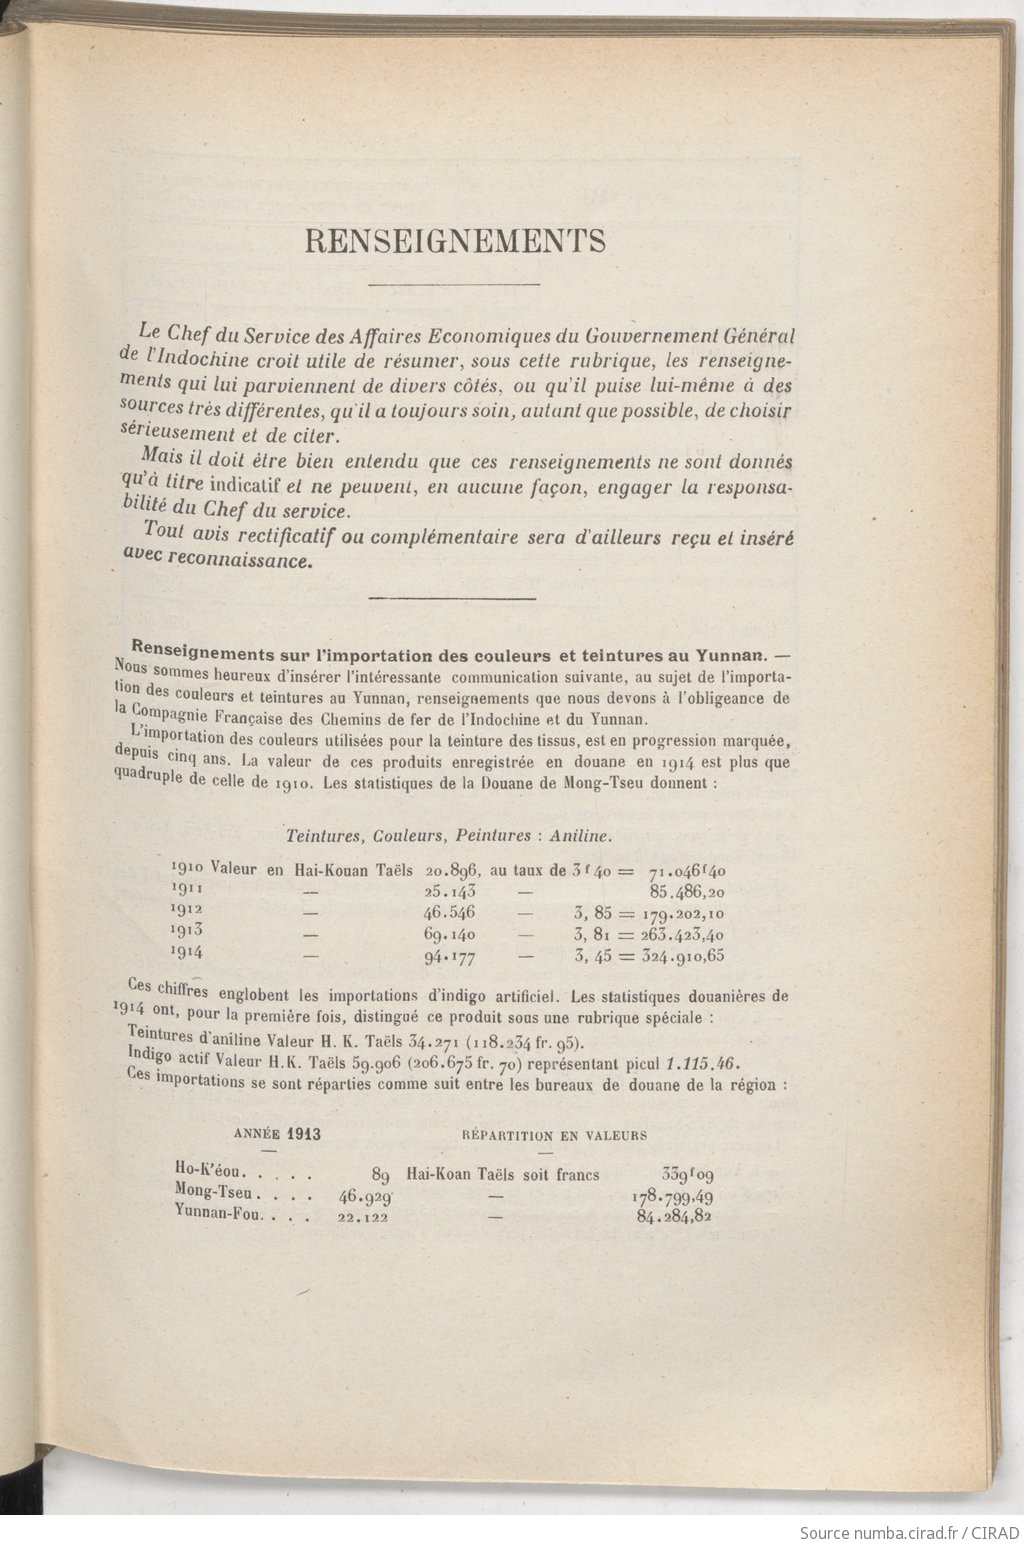 RENSEIGNEMENTS
Le Chef du Service des Affaires Economiques du Gouvernement Général
de l'Indochine croit utile de résumer, sous cette rubrique, les renseigne-
ments qui lui parviennent de divers côtés, ou qu'il puise lui-même à des
sources très différentes, qu'il a toujours soin, autant que possible, de choisir
sérieusement et de citer.
Mais il doit être bien entendu que ces renseignements ne sont donnés
qu'à titre indicatif et ne peuvent, en aucune façon, engager la responsa-
bilité du Chef du service.
Tout avis rectificatif ou complémentaire sera d'ailleurs reçu et inséré
avec reconnaissance.
Renseignements sur l'importation des couleurs et teintures au Yunnan. —
Nous sommes heureux d'insérer l'intéressante communication suivante, au sujet de l'importa-
tion des couleurs et teintures au Yunnan, renseignements que nous devons à l'obligeance de
la Compagnie Française des Chemins de fer de l'Indochine et du Yunnan.
L'importation des couleurs utilisées pour la teinture des tissus, est en progression marquée,
depuis cinq ans. La valeur de ces produits enregistrée en douane en 1914 est plus que
quadruple de celle de 1910. Les statistiques de la Douane de Mong-Tseu donnent :
Teintures, Couleurs, Peintures : Aniline.
1910 Valeur en Hai-Kouan Taëls 20.896, au taux de 3 f 40 = 71.046f40
1911 — 25.143 — 85.486,20
1912 — 46.546 — 3, 85 = 179.202,10
1913 — 69.140 — 3, 81 = 263.423,40
1914 — 94.177 — 3, 45 = 324.910,65
Ces chiffres englobent les importations d'indigo artificiel. Les statistiques douanières de
1914 ont, pour la première fois, distingué ce produit sous une rubrique spéciale :
Teintures d'aniline Valeur H. K. Taëls 34.271 (118.234 fr. 95).
Indigo actif Valeur H.K. Taëls 59.906 (206.675 fr. 70) représentant picul 1.115.46.
Ces importations se sont réparties comme suit entre les bureaux de douane de la région :
ANNÉE 1913 RÉPARTITION EN VALEURS
Ho-K'éou. . . . . 89 Hai-Koan Taëls soit francs 339f09
Mong-Tseu . . . . 46.929 — 178.799,49
Yunnan-Fou. . . . 22.122 — 84.284,82
Source numba.cirad.fr / CIRAD